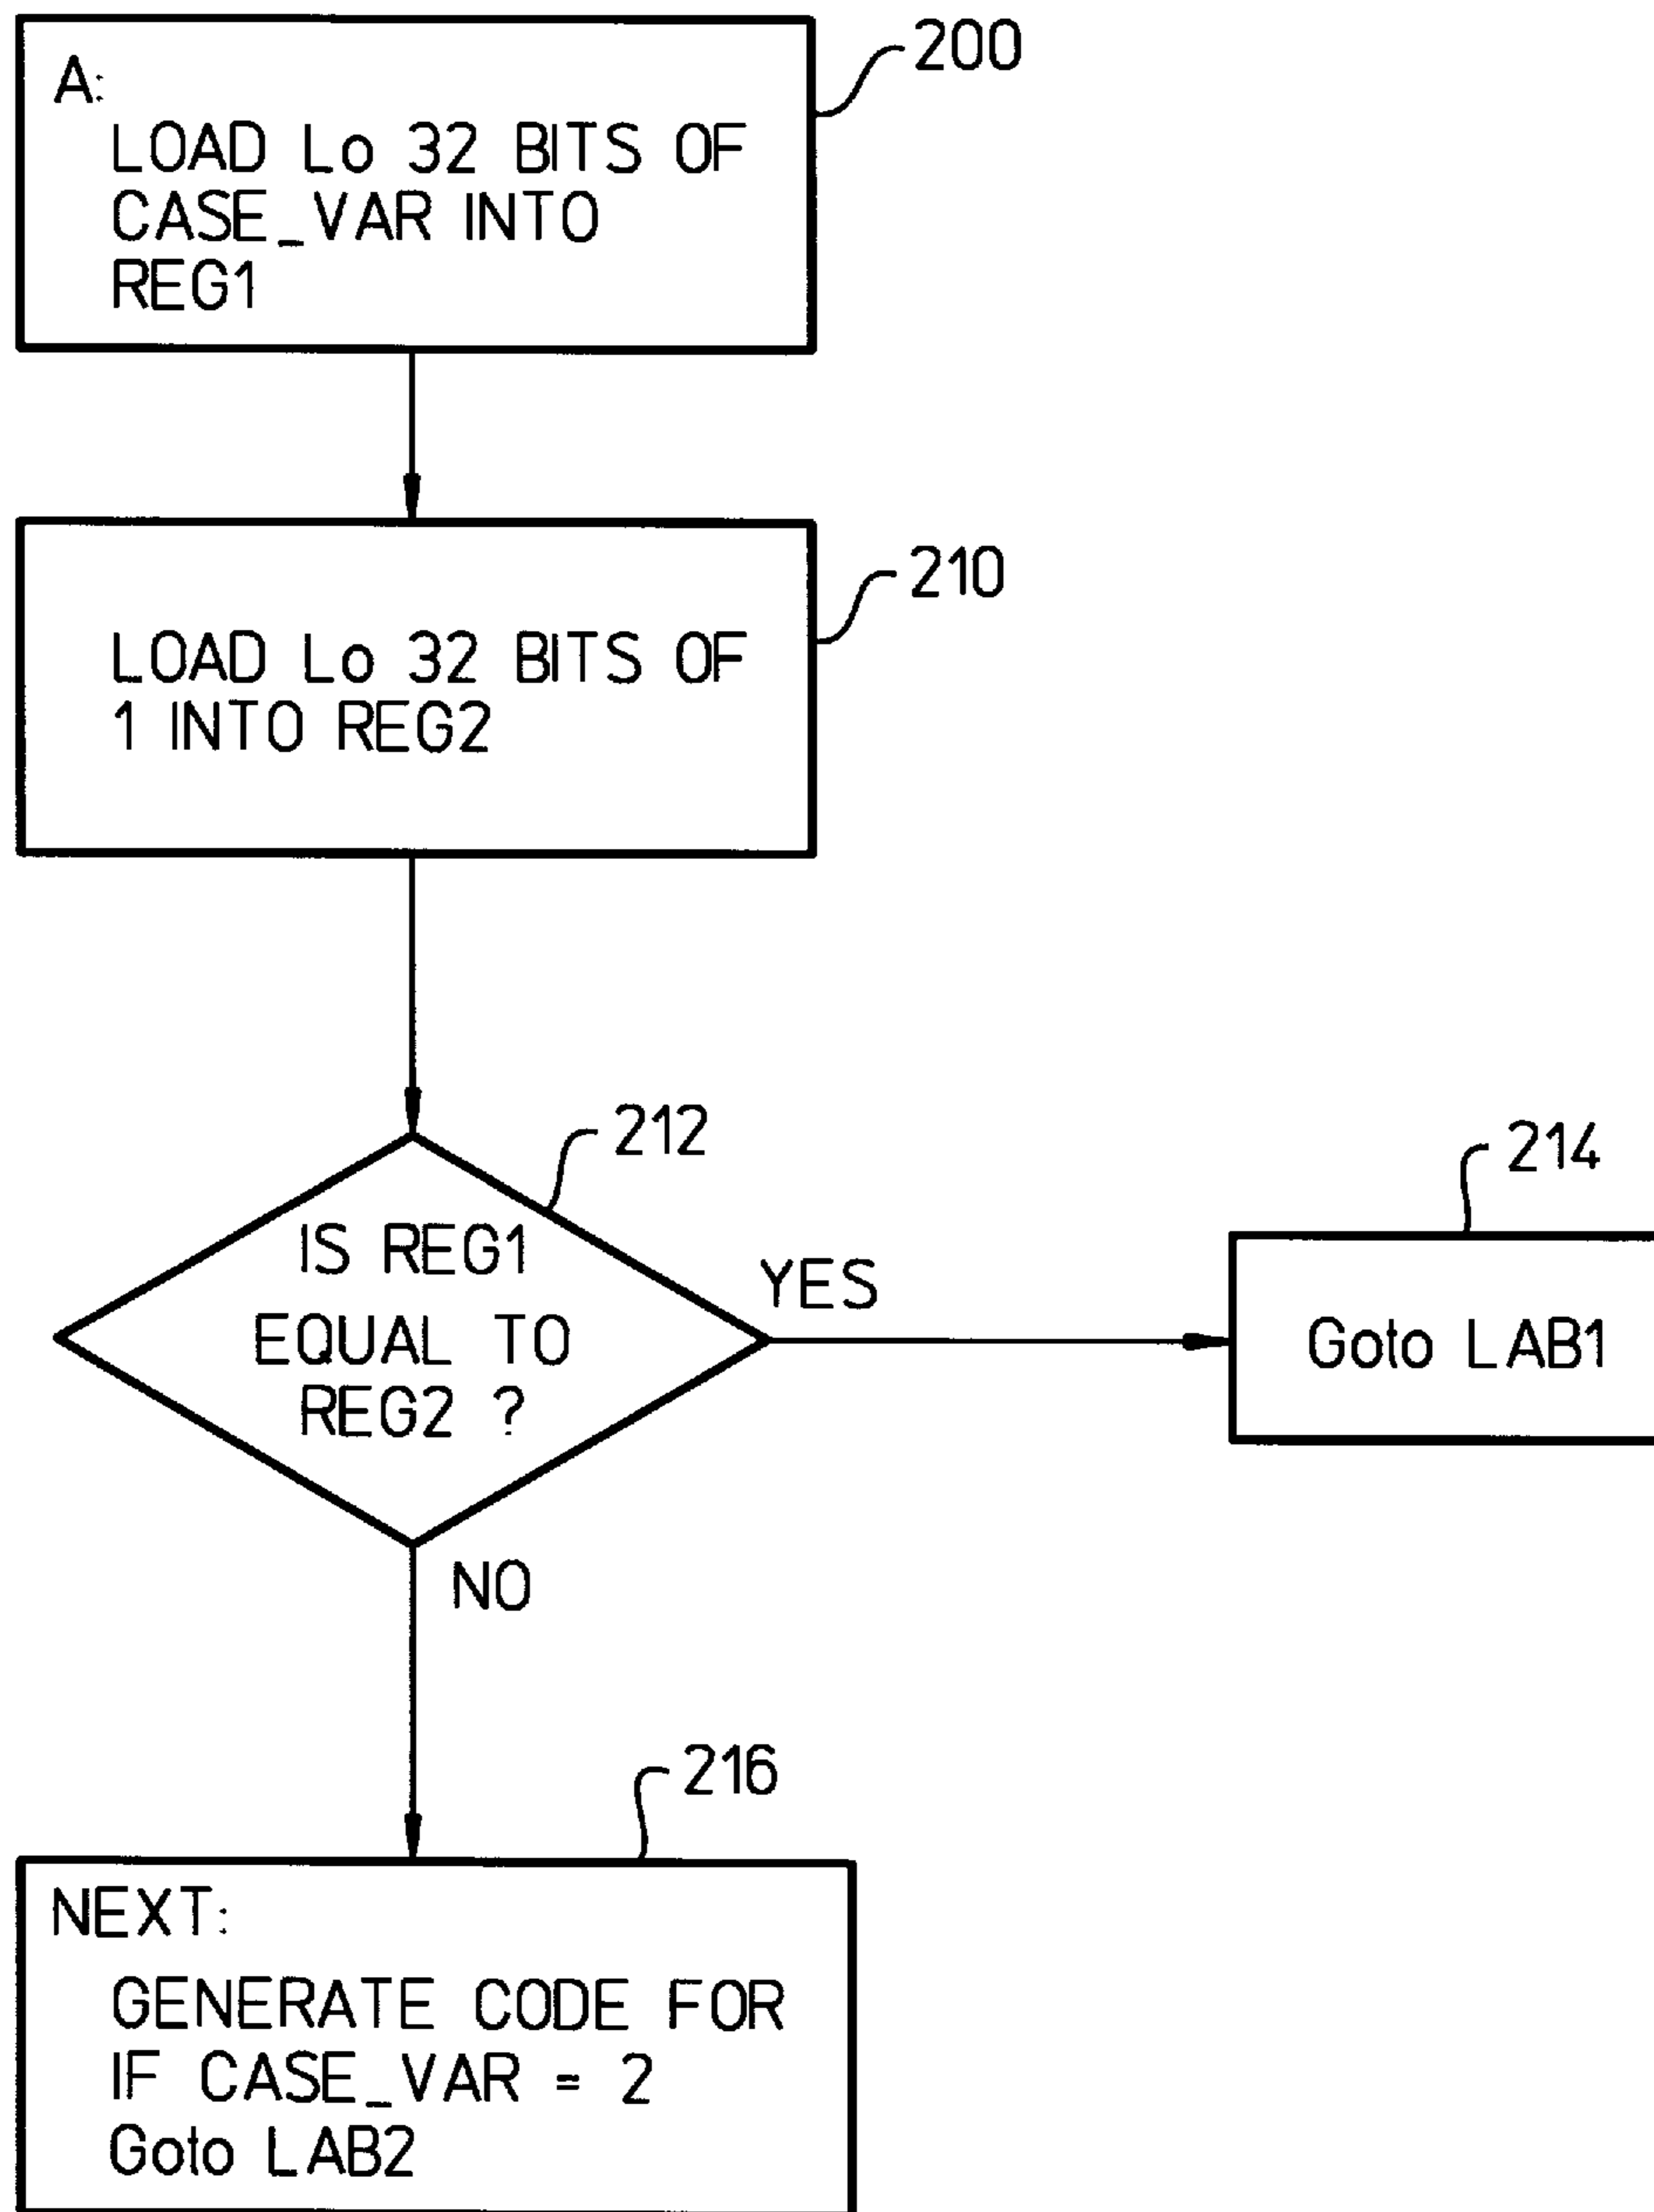 200
A:
LOAD Lo 32 BITS OF
CASE_VAR INTO
REG1
210
LOAD Lo 32 BITS OF
1 INTO REG2
212
IS REG1
EQUAL TO
REG2 ?
YES
214
Goto LAB1
NO
216
NEXT:
GENERATE CODE FOR
IF CASE_VAR = 2
Goto LAB2